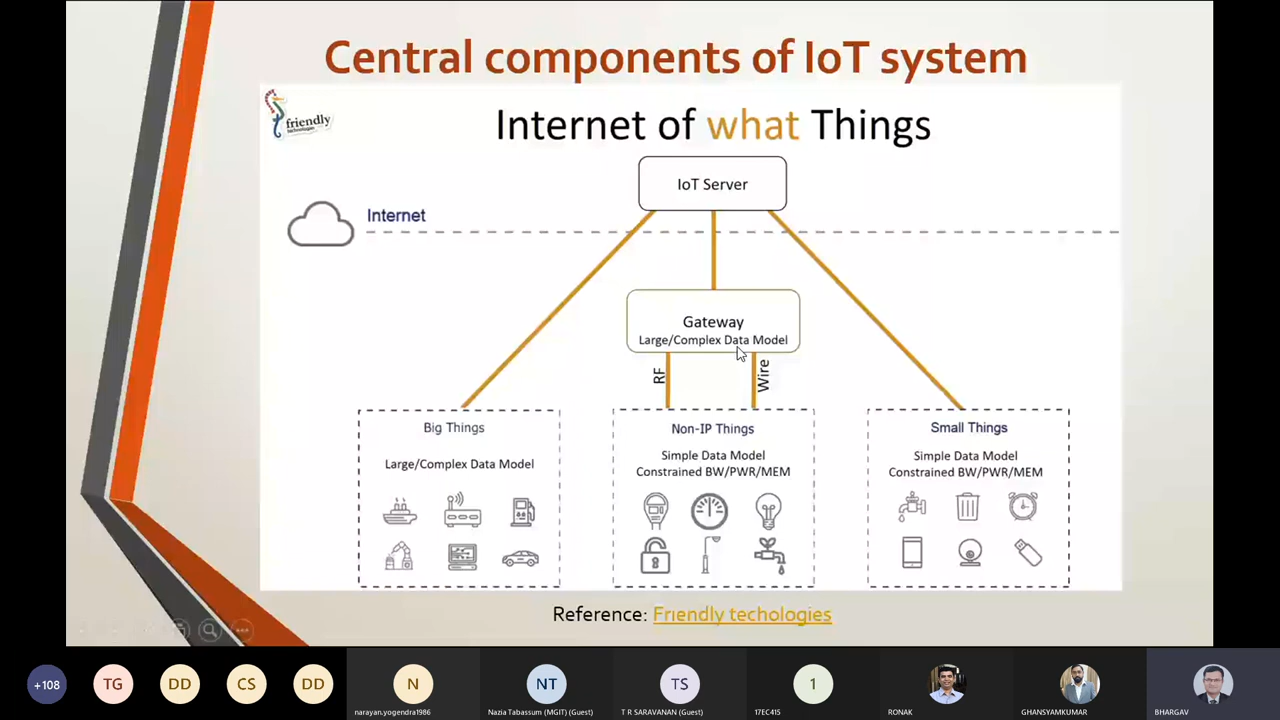 Central components of IoT system
friendly
technologies
Internet of what Things
IoT Server
Internet
Gateway
Large/Complex Data Model
RF
Wire
Big Things
Large/Complex Data Model
Non-IP Things
Simple Data Model
Constrained BW/PWR/MEM
Small Things
Simple Data Model
Constrained BW/PWR/MEM
Reference: Friendly techologies
+108
TG
DD
CS
DD
N
narayan.yogendra1986
NT
Nazia Tabassum (MGIT) (Guest)
TS
T R SARAVANAN (Guest)
1
17EC415
RONAK
GHANSYAMKUMAR
BHARGAV